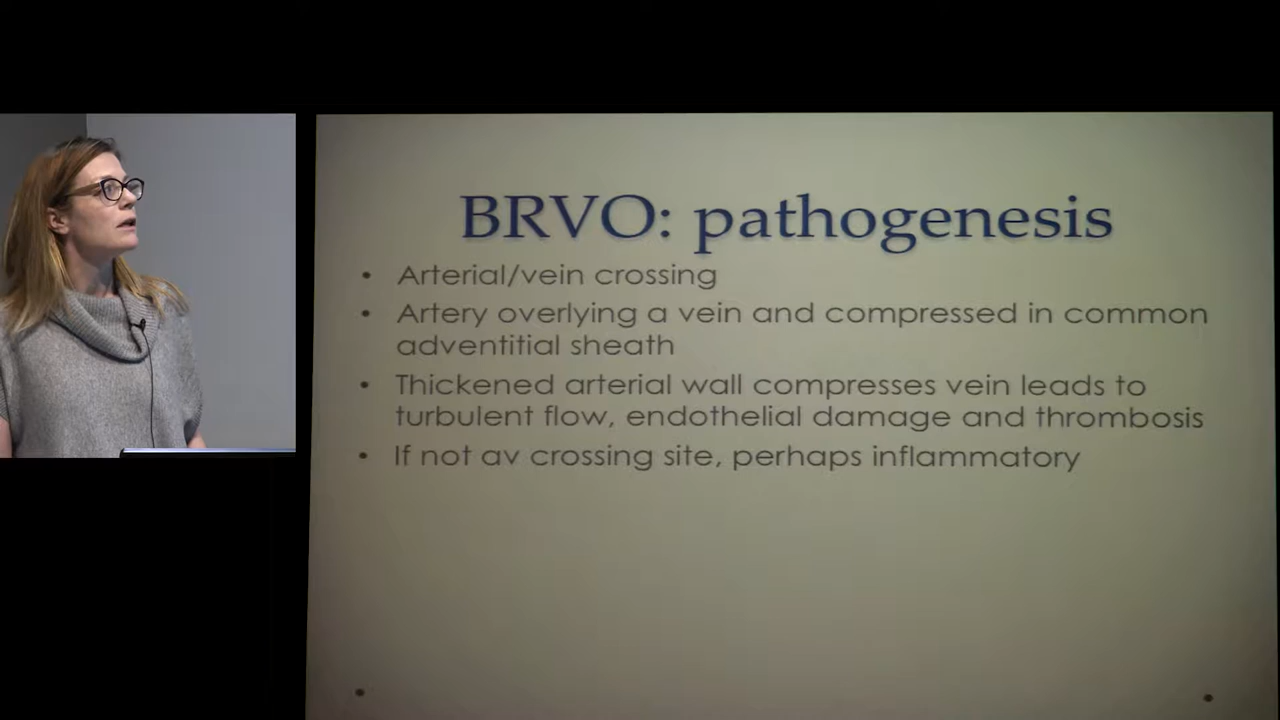 BRVO: pathogenesis
• Arterial/vein crossing
• Artery overlying a vein and compressed in common
adventitial sheath
• Thickened arterial wall compresses vein leads to
turbulent flow, endothelial damage and thrombosis
• If not av crossing site, perhaps inflammatory